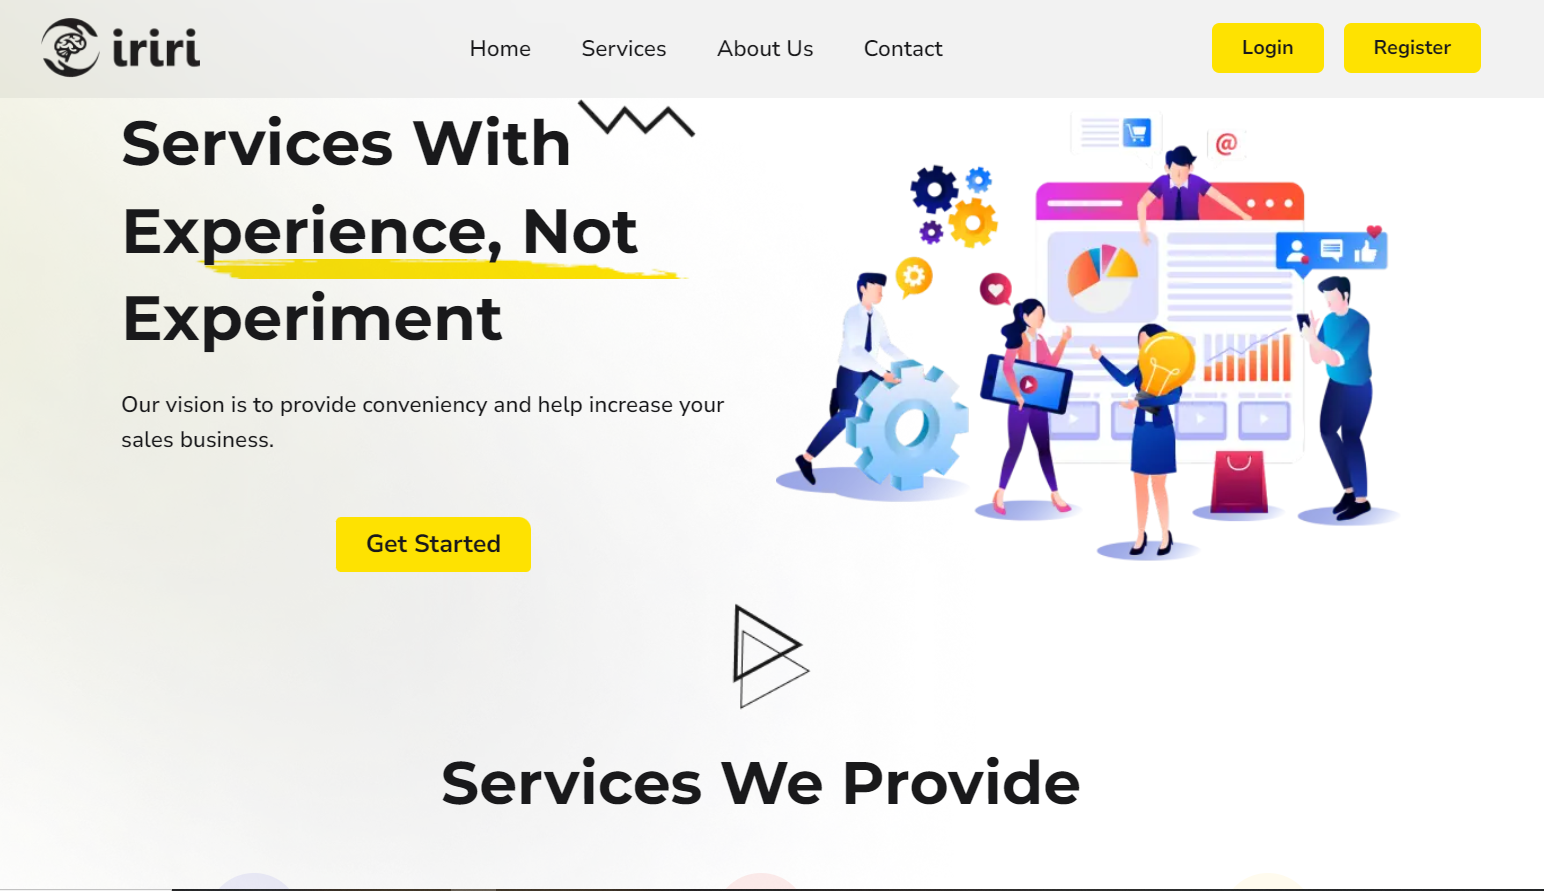 iriri
Home
Services
About Us
Contact
Login
Register
Services With
Experience, Not
Experiment
Our vision is to provide conveniency and help increase your
sales business.
Get Started
@
Services We Provide